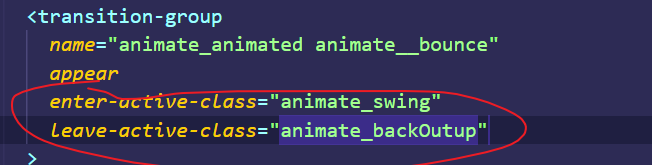 <transition-group
name="animate_animated animate__bounce"
appear
enter-active-class="animate_swing"
leave-active-class="animate_backOutup"
>